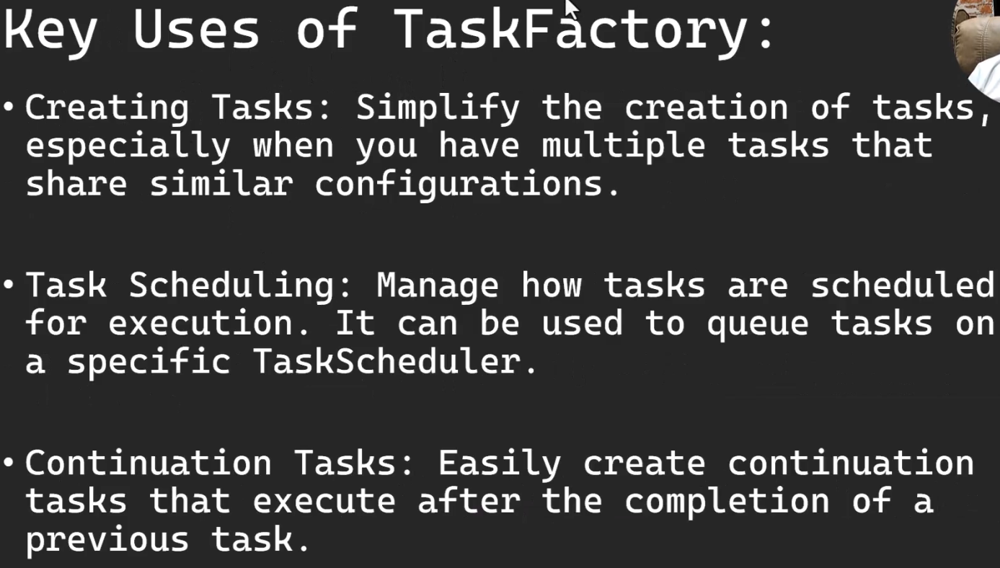 Key Uses of TaskFactory:
• Creating Tasks: Simplify the creation of tasks,
especially when you have multiple tasks that
share similar configurations.
• Task Scheduling: Manage how tasks are scheduled
for execution. It can be used to queue tasks on
a specific TaskScheduler.
• Continuation Tasks: Easily create continuation
tasks that execute after the completion of a
previous task.